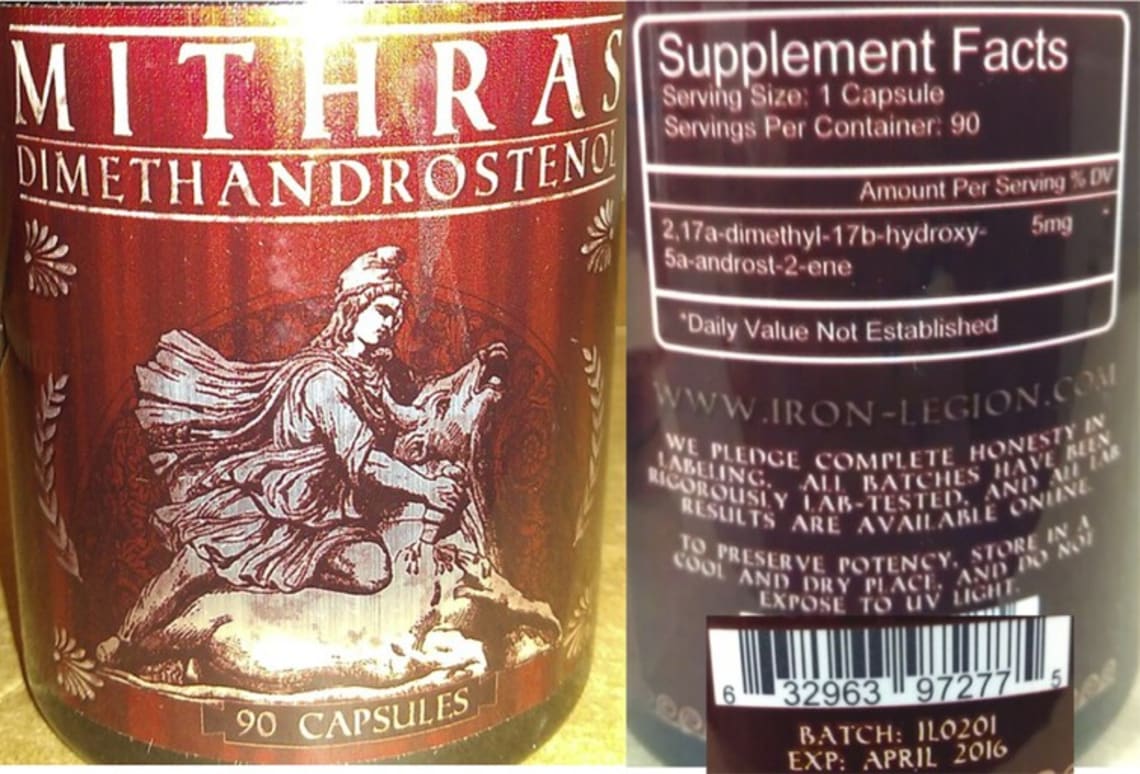 MITHRAS
DIMETHANDROSTENOL
90 CAPSULES
Supplement Facts
Serving Size: 1 Capsule
Servings Per Container: 90
Amount Per Serving % DV
2,17a-dimethyl-17b-hydroxy- 5mg *
5a-androst-2-ene
*Daily Value Not Established
WWW.IRON-LEGION.COM
WE PLEDGE COMPLETE HONESTY IN
LABELING. ALL BATCHES HAVE BEEN
RIGOROUSLY LAB-TESTED, AND ALL LAB
RESULTS ARE AVAILABLE ONLINE.
TO PRESERVE POTENCY, STORE IN A
COOL AND DRY PLACE, AND DO NOT
EXPOSE TO UV LIGHT.
6 32963 97277 5
BATCH: IL0201
EXP: APRIL 2016